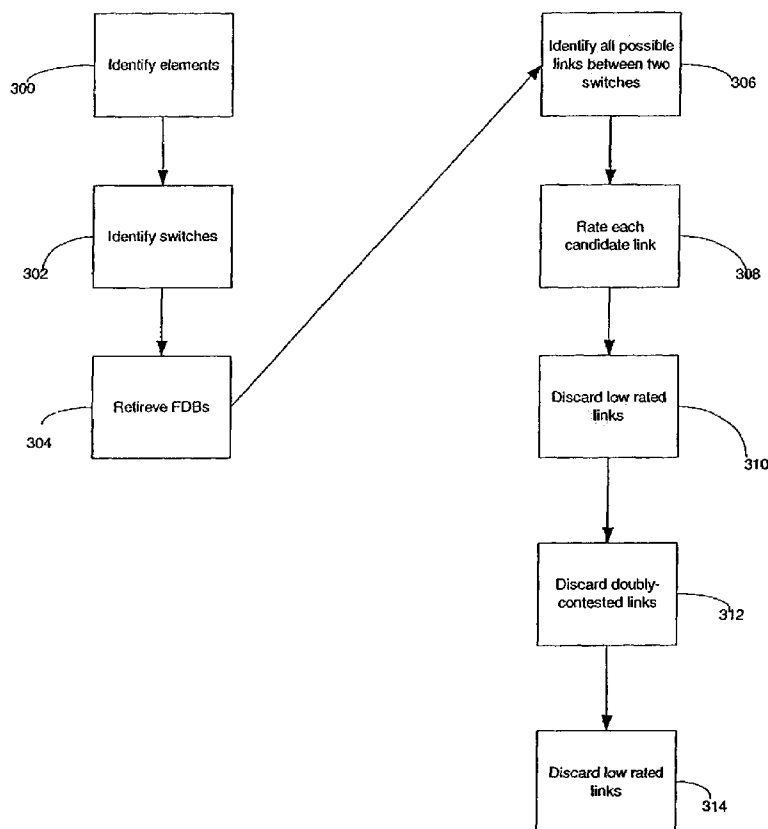 Identify elements
300
Identify switches
302
Retireve FDBs
304
Identify all possible
links between two
switches
306
Rate each
candidate link
308
Discard low rated
links
310
Discard doubly-
contested links
312
Discard low rated
links
314